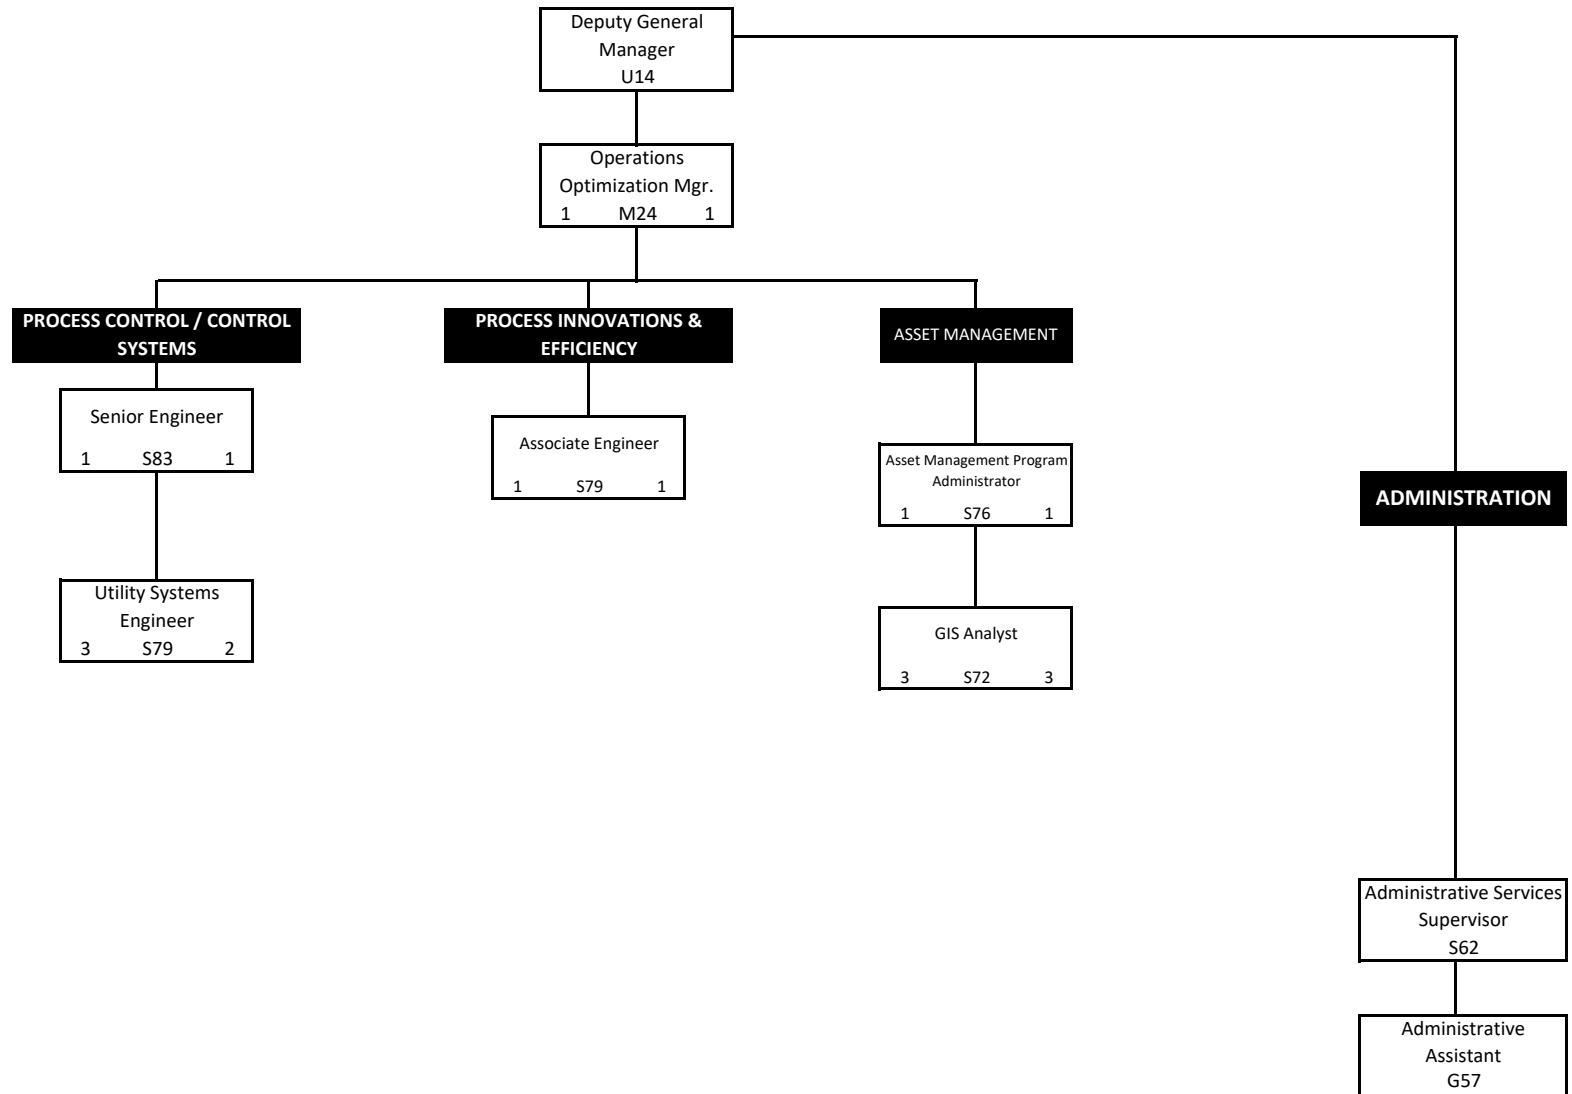 Deputy General
Manager
U14
Operations
Optimization Mgr.
1 M24 1
PROCESS CONTROL / CONTROL
SYSTEMS
Senior Engineer
1 S83 1
Utility Systems
Engineer
3 S79 2
PROCESS INNOVATIONS &
EFFICIENCY
Associate Engineer
1 S79 1
ASSET MANAGEMENT
Asset Management Program
Administrator
1 S76 1
GIS Analyst
3 S72 3
ADMINISTRATION
Administrative Services
Supervisor
S62
Administrative
Assistant
G57